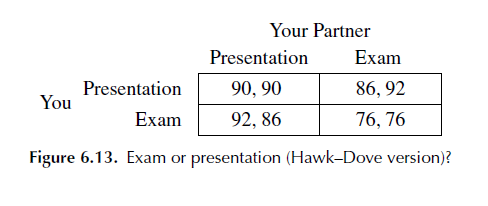 Your Partner
Presentation Exam
You
Presentation 90, 90 86, 92
Exam 92, 86 76, 76
Figure 6.13. Exam or presentation (Hawk–Dove version)?